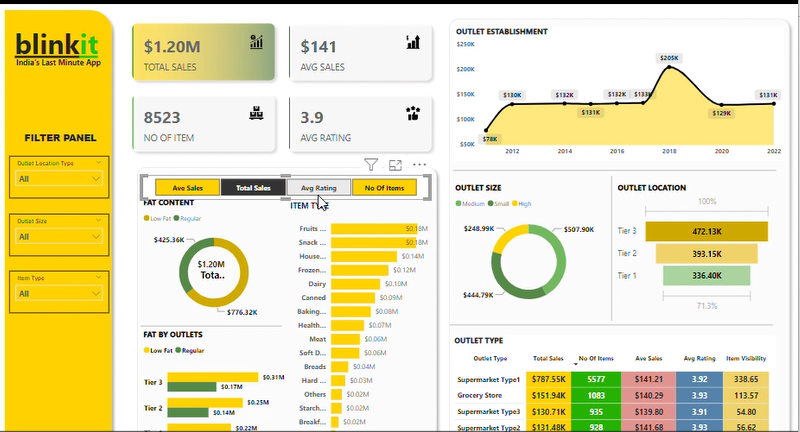 blinkit
India's Last Minute App
FILTER PANEL
Outlet Location Type
All
Outlet Size
All
Item Type
All
$1.20M
TOTAL SALES
$141
AVG SALES
8523
NO OF ITEM
3.9
AVG RATING
Ave Sales
Total Sales
Avg Rating
No Of Items
FAT CONTENT
Low Fat
Regular
$425.36K
$1.20M
Tota..
$776.32K
FAT BY OUTLETS
Low Fat
Regular
Tier 3
$0.31M
$0.17M
Tier 2
$0.25M
$0.14M
Tier 1
$0.22M
ITEM TYPE
Fruits ...
$0.18M
Snack ...
$0.18M
House...
$0.14M
Frozen...
$0.12M
Dairy
$0.10M
Canned
$0.09M
Baking...
$0.08M
Health...
$0.07M
Meat
$0.06M
Soft D...
$0.06M
Breads
$0.04M
Hard ...
$0.03M
Others
$0.02M
Starch...
$0.02M
Breakf...
$0.02M
OUTLET ESTABLISHMENT
$250K
$200K
$150K
$100K
$50K
$78K
$130K
$132K
$131K
$132K
$133K
$205K
$129K
$131K
2012
2014
2016
2018
2020
2022
OUTLET SIZE
Medium
Small
High
$248.99K
$507.90K
$444.79K
OUTLET LOCATION
100%
Tier 3
472.13K
Tier 2
393.15K
Tier 1
336.40K
71.3%
OUTLET TYPE
Outlet Type Total Sales No Of Items Ave Sales Avg Rating Item Visibility
Supermarket Type1 $787.55K 5577 $141.21 3.92 338.65
Grocery Store $151.94K 1083 $140.29 3.93 113.57
Supermarket Type3 $130.71K 935 $139.80 3.91 54.80
Supermarket Type2 $131.48K 928 $141.68 3.93 56.62